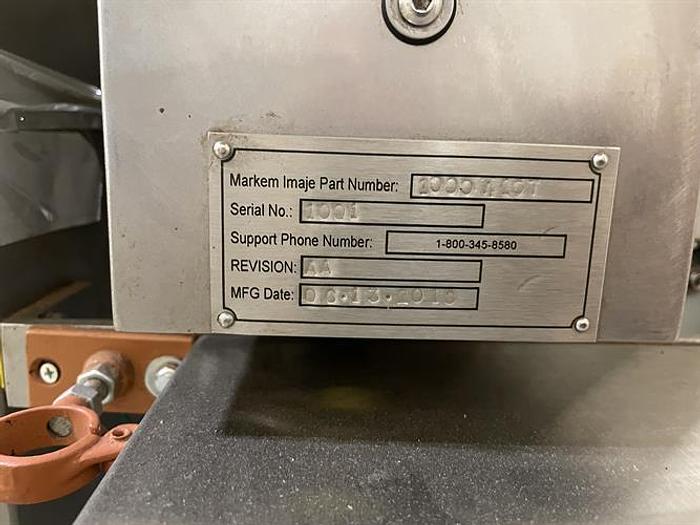 Markem Imaje Part Number:
Serial No.: 1001
Support Phone Number: 1-800-345-8580
REVISION: AA
MFG Date: